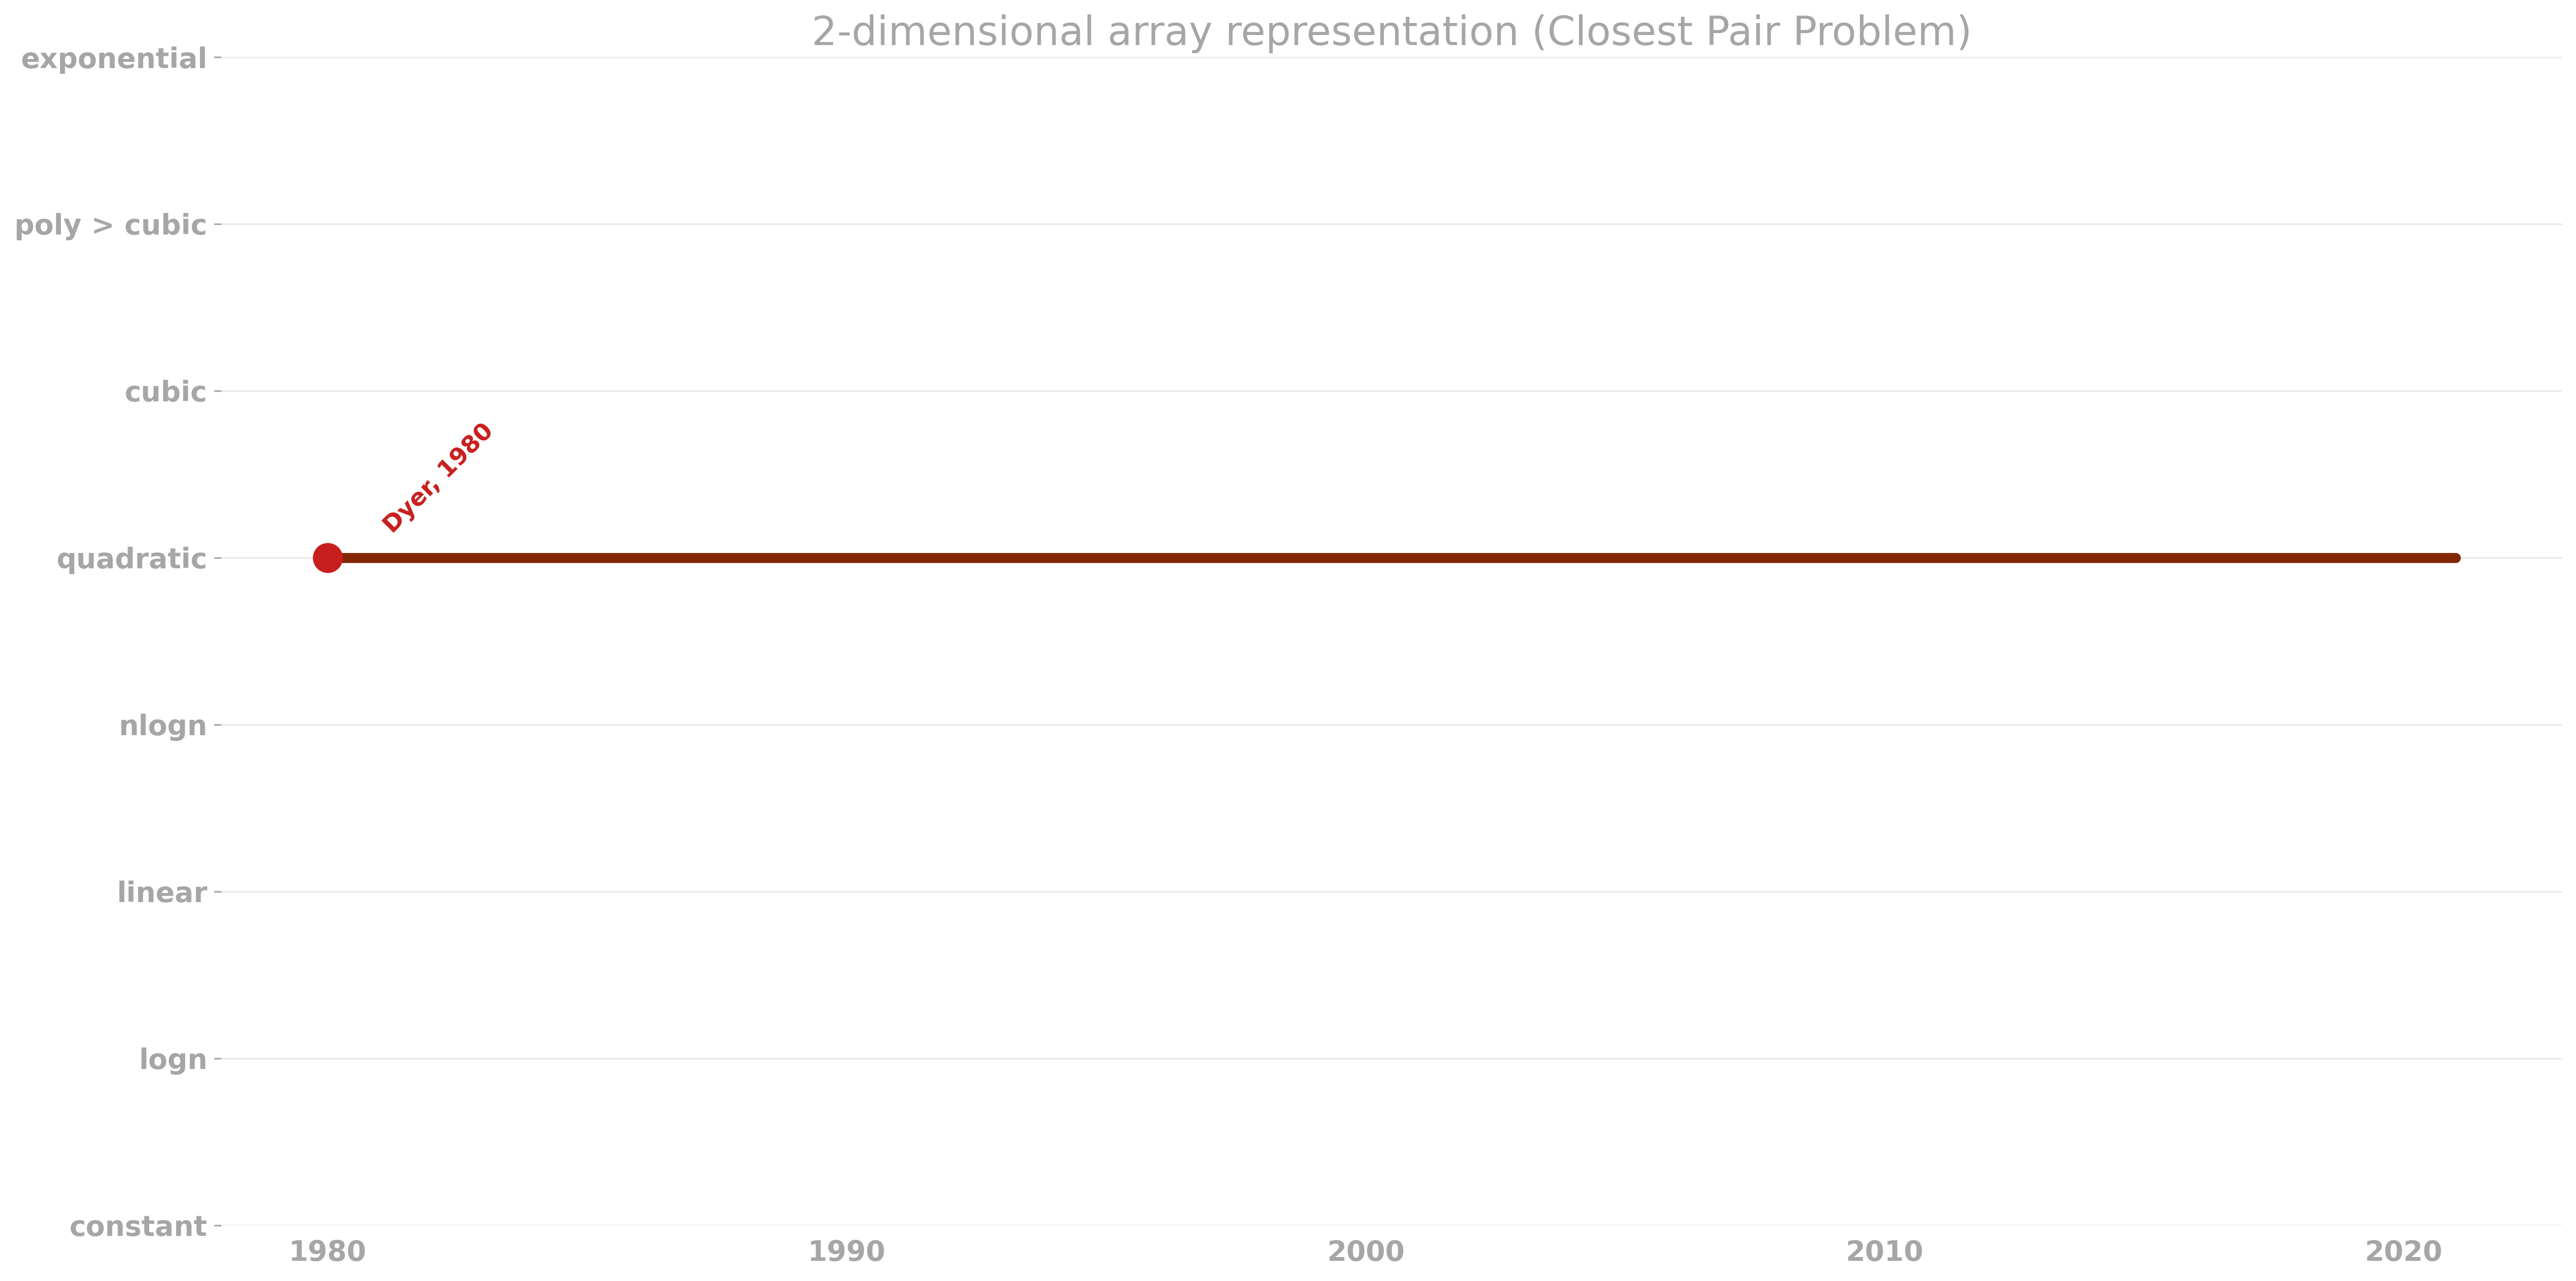 2-dimensional array representation (Closest Pair Problem)
exponential
poly > cubic
cubic
Dyer, 1980
quadratic
nlogn
linear
logn
constant
1980 1990 2000 2010 2020